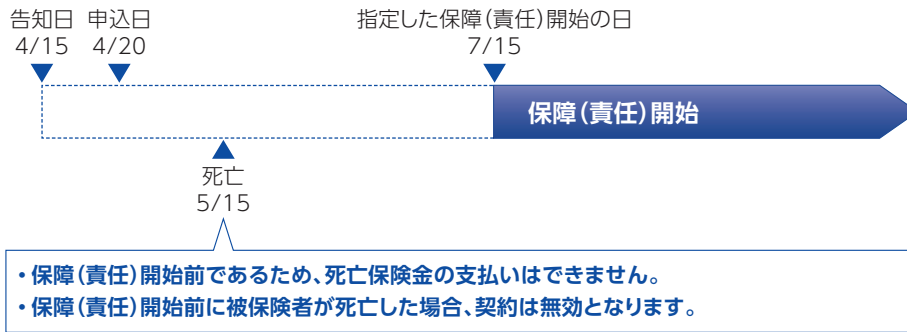 告知日 申込日 指定した保障(責任)開始の日
4/15 4/20 7/15
保障(責任)開始
死亡
5/15
・保障(責任)開始前であるため、死亡保険金の支払いはできません。
・保障(責任)開始前に被保険者が死亡した場合、契約は無効となります。